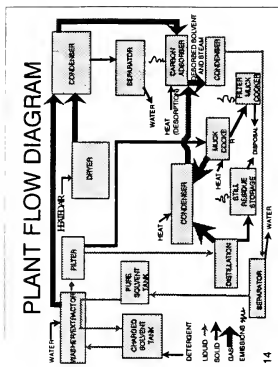 PLANT FLOW DIAGRAM
WATER
WASHER/EXTRACTOR
CHARGED
SOLVENT
TANK
DETERGENT
PURE
SOLVENT
TANK
FILTER
HEATED AIR
DRYER
CONDENSER
SEPARATOR
WATER
CARBON
ADSORBER
HEAT
(DESORPTION)
DESORBED SOLVENT
AND STEAM
CONDENSER
FILTER
MUCK
COOKER
MUCK
COOKE
R
HEAT
DISPOSAL
STILL
RESIDUE
STORAGE
CONDENSER
HEAT
DISTILLATION
SEPARATOR
WATER
LIQUID
SOLID
GAS
EMISSIONS
14